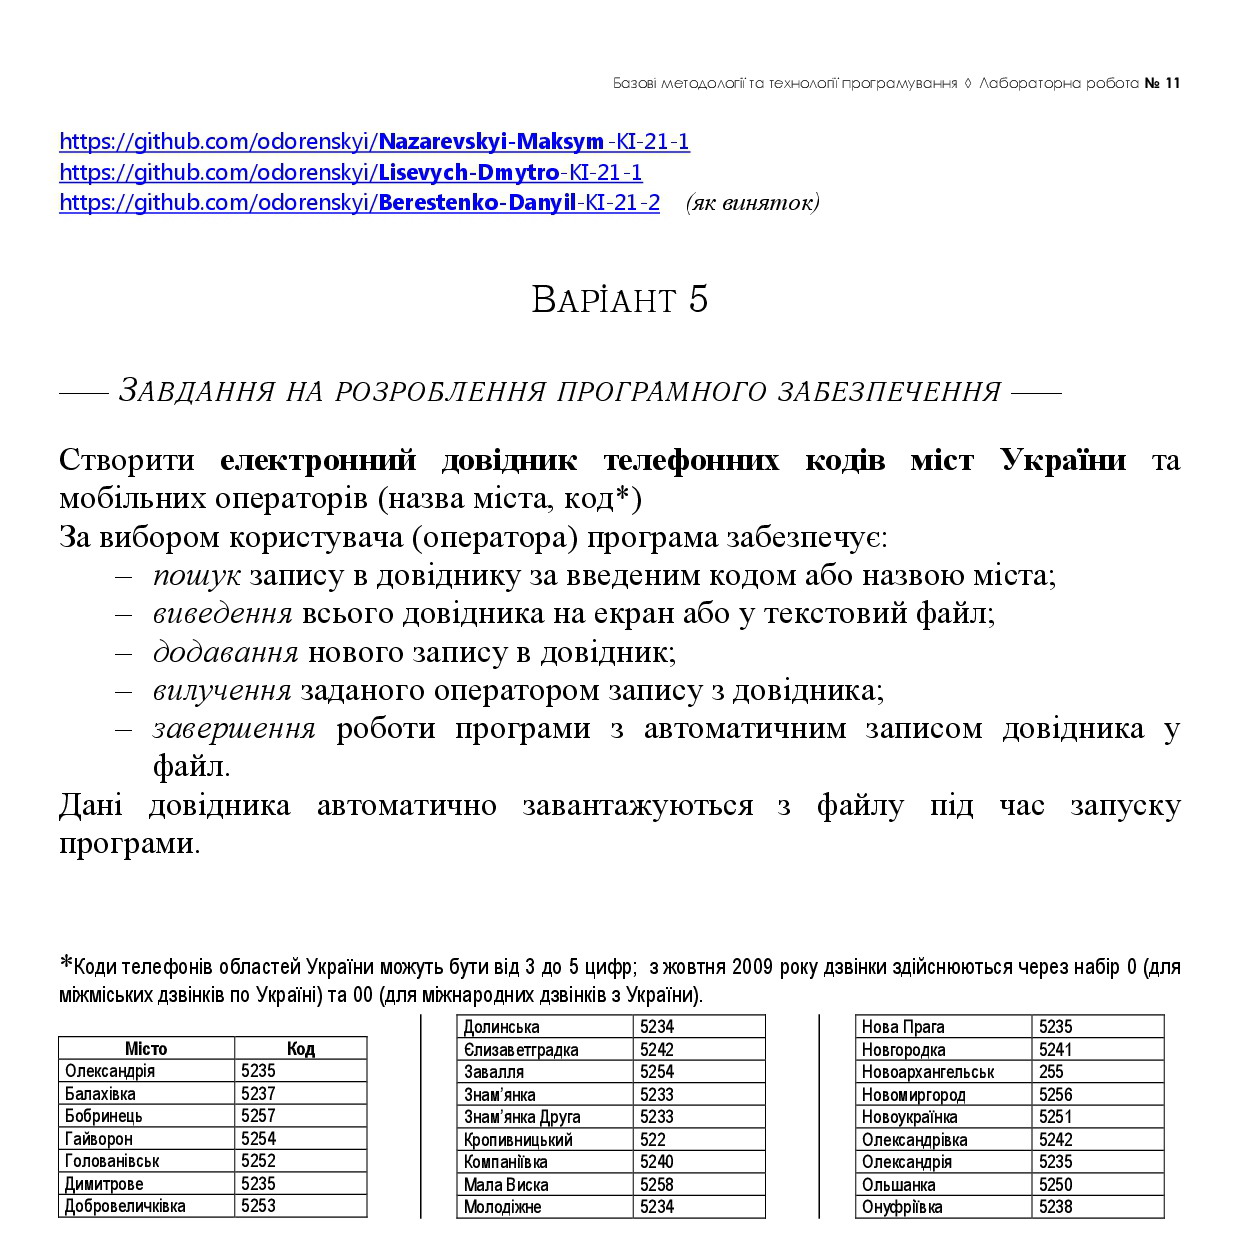 Базові методології та технології програмування ◊ Лабораторна робота № 11
https://github.com/odorenskyi/Nazarevskyi-Maksym-KI-21-1
https://github.com/odorenskyi/Lisevych-Dmytro-KI-21-1
https://github.com/odorenskyi/Berestenko-Danyil-KI-21-2 (як виняток)
ВАРІАНТ 5
—— ЗАВДАННЯ НА РОЗРОБЛЕННЯ ПРОГРАМНОГО ЗАБЕЗПЕЧЕННЯ ——
Створити електронний довідник телефонних кодів міст України та
мобільних операторів (назва міста, код*)
За вибором користувача (оператора) програма забезпечує:
– пошук запису в довіднику за введеним кодом або назвою міста;
– виведення всього довідника на екран або у текстовий файл;
– додавання нового запису в довідник;
– вилучення заданого оператором запису з довідника;
– завершення роботи програми з автоматичним записом довідника у
файл.
Дані довідника автоматично завантажуються з файлу під час запуску
програми.
*Коди телефонів областей України можуть бути від 3 до 5 цифр; з жовтня 2009 року дзвінки здійснюються через набір 0 (для
міжміських дзвінків по Україні) та 00 (для міжнародних дзвінків з України).
Місто Код
Олександрія 5235
Балахівка 5237
Бобринець 5257
Гайворон 5254
Голованівськ 5252
Димитрове 5235
Добровеличківка 5253
Долинська 5234
Єлизаветградка 5242
Завалля 5254
Знам'янка 5233
Знам'янка Друга 5233
Кропивницький 522
Компаніївка 5240
Мала Виска 5258
Молодіжне 5234
Нова Прага 5235
Новгородка 5241
Новоархангельськ 255
Новомиргород 5256
Новоукраїнка 5251
Олександрівка 5242
Олександрія 5235
Ольшанка 5250
Онуфріївка 5238